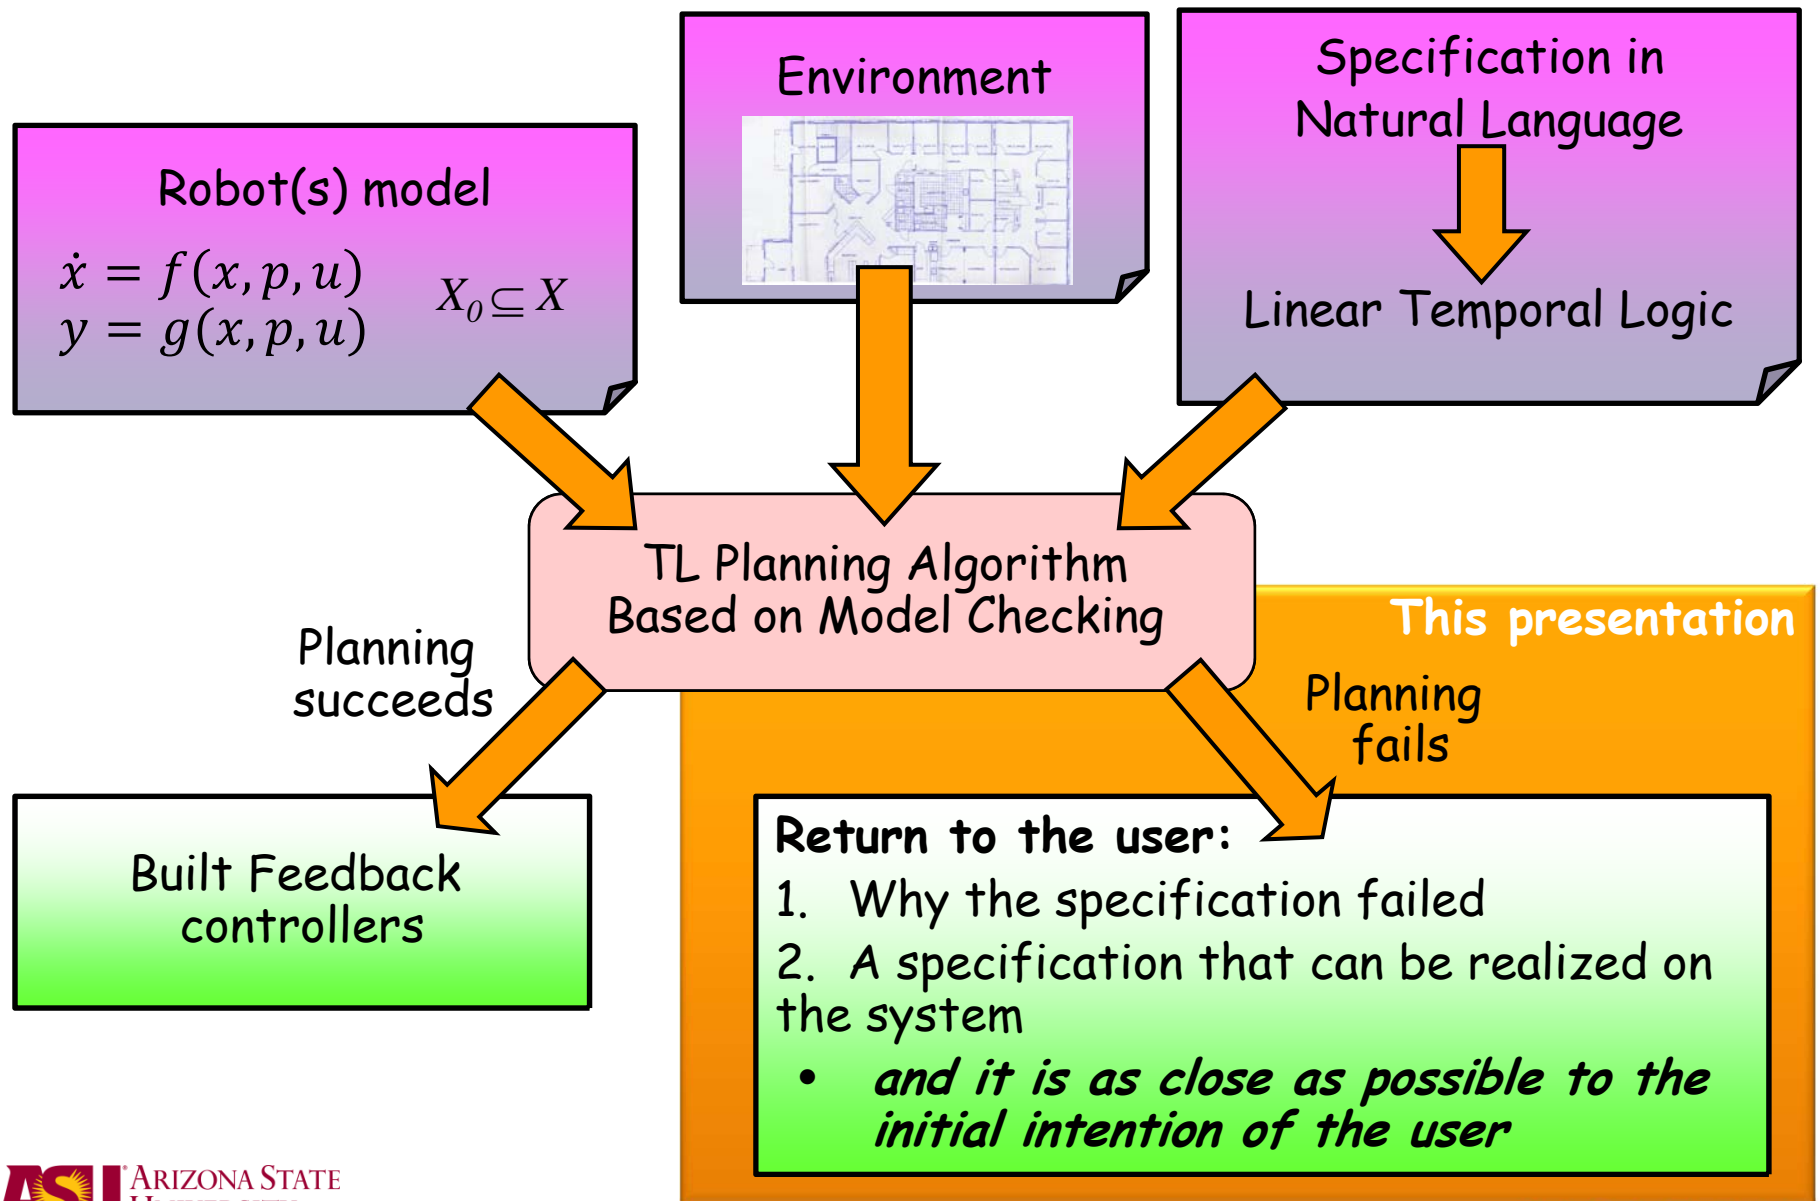 Robot(s) model
ẋ = f(x, p, u)
y = g(x, p, u)
X₀ ⊆ X
Environment
Specification in
Natural Language
Linear Temporal Logic
TL Planning Algorithm
Based on Model Checking
This presentation
Planning
succeeds
Planning
fails
Built Feedback
controllers
Return to the user:
1. Why the specification failed
2. A specification that can be realized on
the system
• and it is as close as possible to the
initial intention of the user
ASU ARIZONA STATE